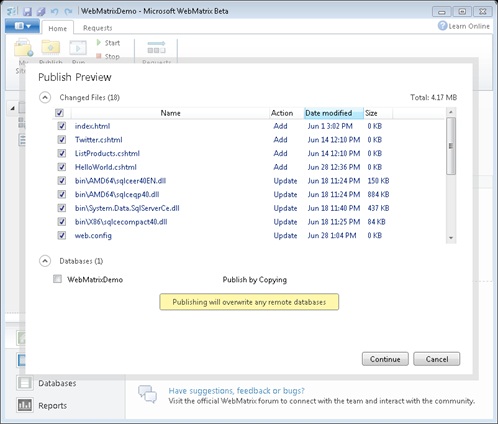 WebMatrixDemo - Microsoft WebMatrix Beta
Home Requests
Learn Online
Start
Stop
My Publish Run Requests
Publish Preview
Changed Files (18) Total: 4.17 MB
Name Action Date modified Size
index.html Add Jun 1 3:02 PM 0 KB
Twitter.cshtml Add Jun 14 12:10 PM 0 KB
ListProducts.cshtml Add Jun 14 12:10 PM 0 KB
HelloWorld.cshtml Add Jun 28 12:36 PM 0 KB
bin\AMD64\sqlceer40EN.dll Update Jun 18 11:24 PM 150 KB
bin\AMD64\sqlceqp40.dll Update Jun 18 11:24 PM 884 KB
bin\System.Data.SqlServerCe.dll Update Jun 18 11:40 PM 437 KB
bin\X86\sqlcecompact40.dll Update Jun 18 11:25 PM 84 KB
web.config Update Jun 28 1:04 PM 0 KB
Databases (1)
WebMatrixDemo Publish by Copying
Publishing will overwrite any remote databases
Continue Cancel
Databases
Reports
Have suggestions, feedback or bugs?
Visit the official WebMatrix forum to connect with the team and interact with the community.